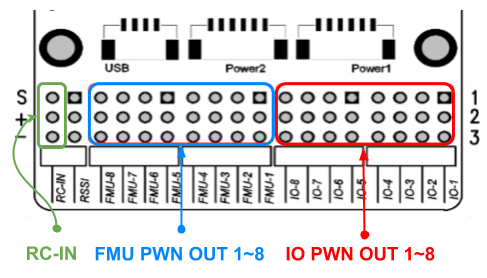 USB Power2 Power1
S 1
+ 2
− 3
RC-IN RSSI FMU-8 FMU-7 FMU-6 FMU-5 FMU-4 FMU-3 FMU-2 FMU-1 IO-8 IO-7 IO-6 IO-5 IO-4 IO-3 IO-2 IO-1
RC-IN FMU PWN OUT 1~8 IO PWN OUT 1~8